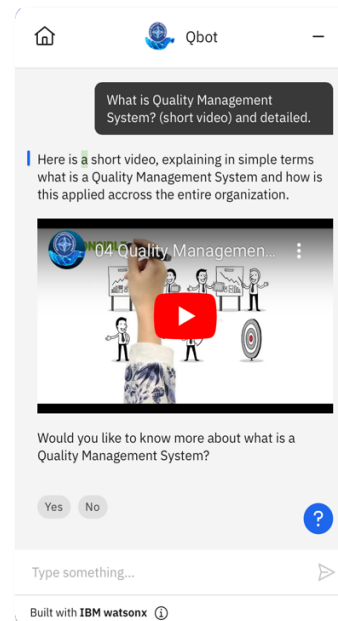 Qbot
What is Quality Management
System? (short video) and detailed.
Here is a short video, explaining in simple terms
what is a Quality Management System and how is
this applied accross the entire organization.
04 Quality Managemen...
Would you like to know more about what is a
Quality Management System?
Yes No
?
Type something...
Built with IBM watsonx